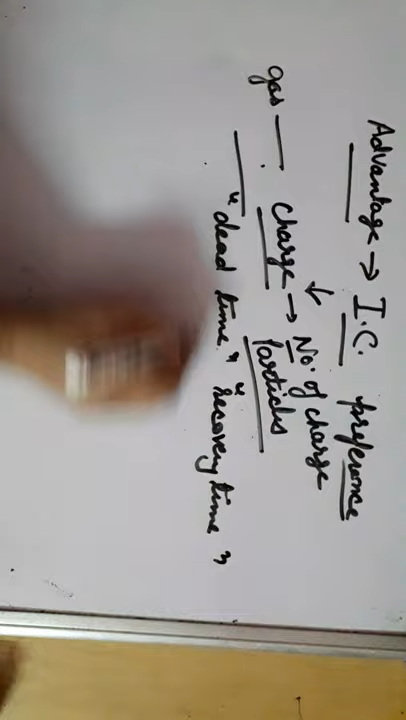 Advantage → I.C. preference
gas — charge → No. of charge
particles
"dead time" "recovery time"